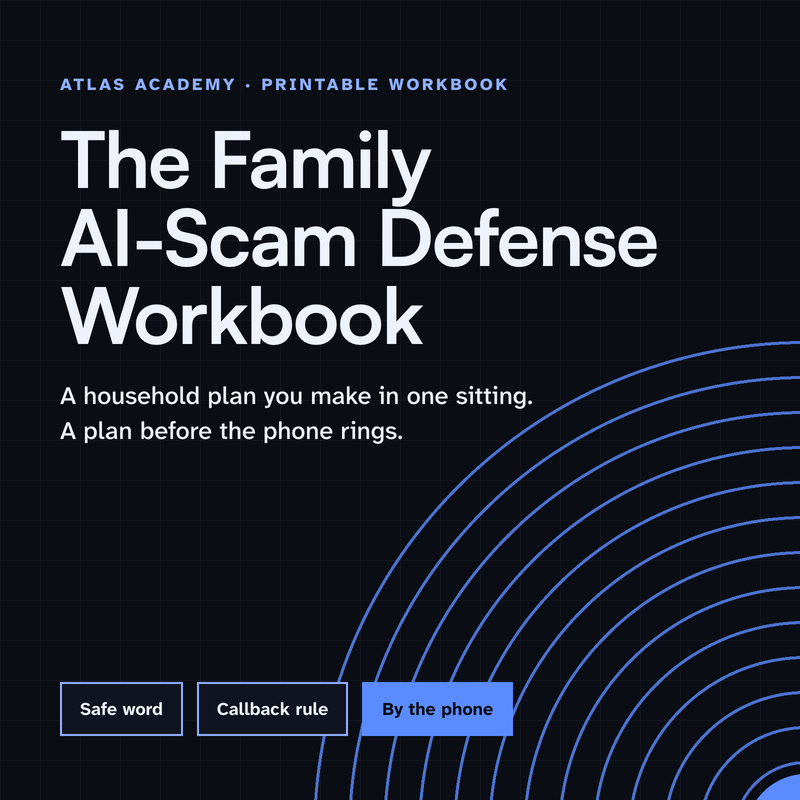 ATLAS ACADEMY · PRINTABLE WORKBOOK
The Family
AI-Scam Defense
Workbook
A household plan you make in one sitting.
A plan before the phone rings.
Safe word
Callback rule
By the phone